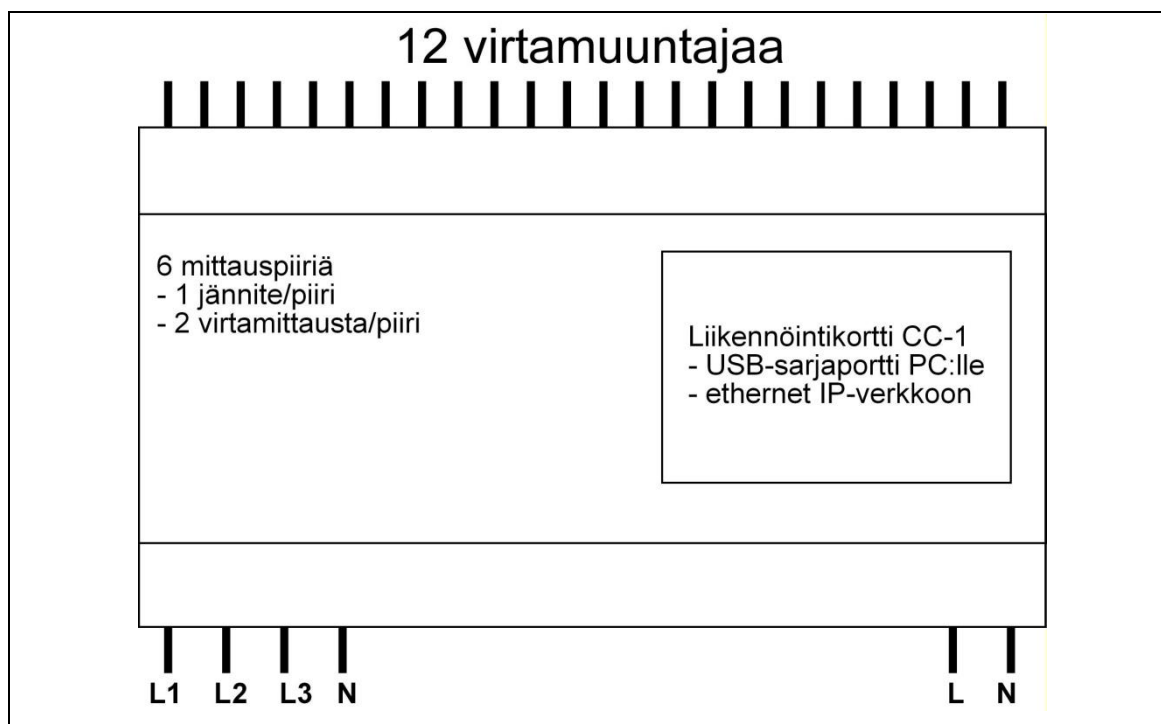 12 virtamuuntajaa
6 mittauspiiriä
- 1 jännite/piiri
- 2 virtamittausta/piiri
Liikennöintikortti CC-1
- USB-sarjaportti PC:lle
- ethernet IP-verkkoon
L1 L2 L3 N L N